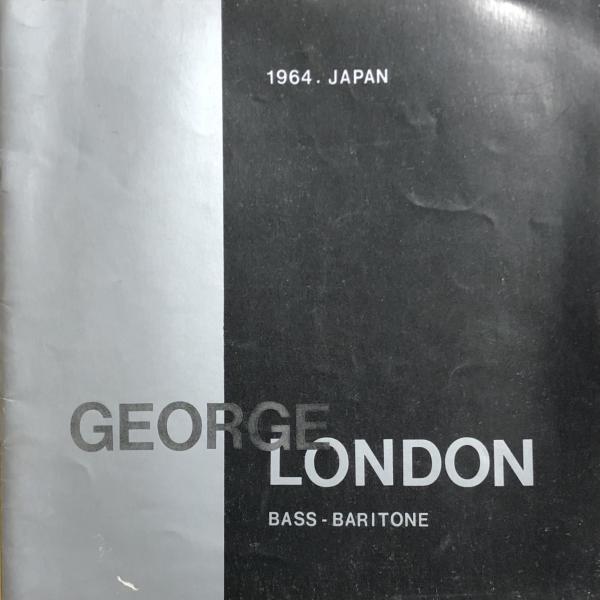 1964. JAPAN
GEORGE
LONDON
BASS-BARITONE